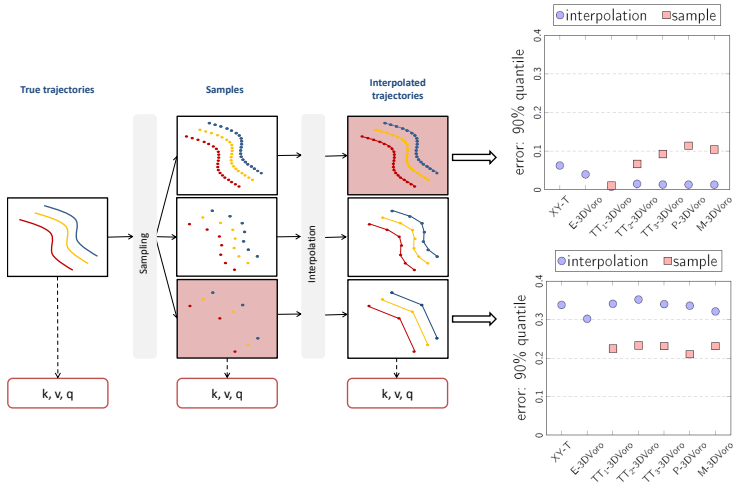 True trajectories
Samples
Interpolated
trajectories
Sampling
Interpolation
k, v, q
k, v, q
k, v, q
interpolation
sample
error: 90% quantile
0.4
0.2
0.1
0
XY-T
E-3DVoro
TT₁-3DVoro
TT₂-3DVoro
TT₃-3DVoro
P-3DVoro
M-3DVoro
interpolation
sample
error: 90% quantile
0.4
0.3
0.2
0.1
0
XY-T
E-3DVoro
TT₁-3DVoro
TT₂-3DVoro
TT₃-3DVoro
P-3DVoro
M-3DVoro